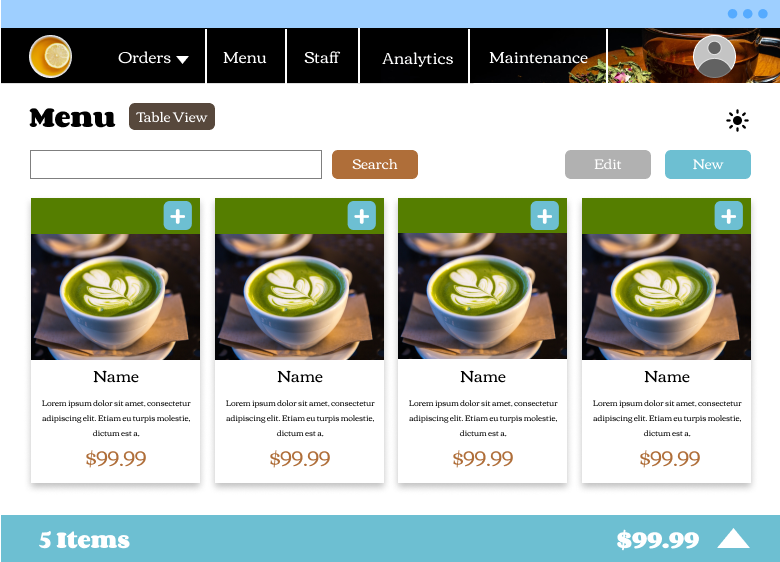 Orders Menu Staff Analytics Maintenance
Menu Table View
Search Edit New
Name Name Name Name
Lorem ipsum dolor sit amet, consectetur Lorem ipsum dolor sit amet, consectetur Lorem ipsum dolor sit amet, consectetur Lorem ipsum dolor sit amet, consectetur
adipiscing elit. Etiam eu turpis molestie, adipiscing elit. Etiam eu turpis molestie, adipiscing elit. Etiam eu turpis molestie, adipiscing elit. Etiam eu turpis molestie,
dictum est a, dictum est a, dictum est a, dictum est a,
$99.99 $99.99 $99.99 $99.99
5 Items $99.99